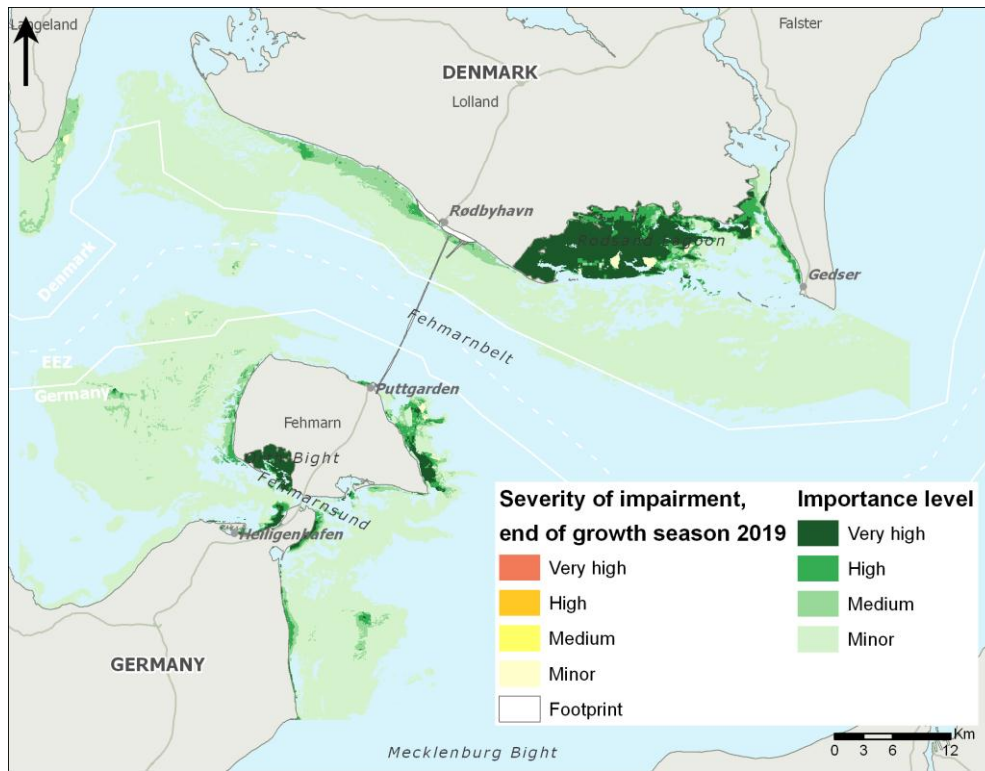 Langeland
Falster
DENMARK
Lolland
Rødbyhavn
Rødsand Lagoon
Gedser
Denmark
Fehmarnbelt
EEZ
Germany
Puttgarden
Fehmarn
Bight
Fehmarnsund
Heiligenhafen
GERMANY
Mecklenburg Bight
Severity of impairment,
end of growth season 2019
Very high
High
Medium
Minor
Footprint
Importance level
Very high
High
Medium
Minor
Km
0 3 6 12